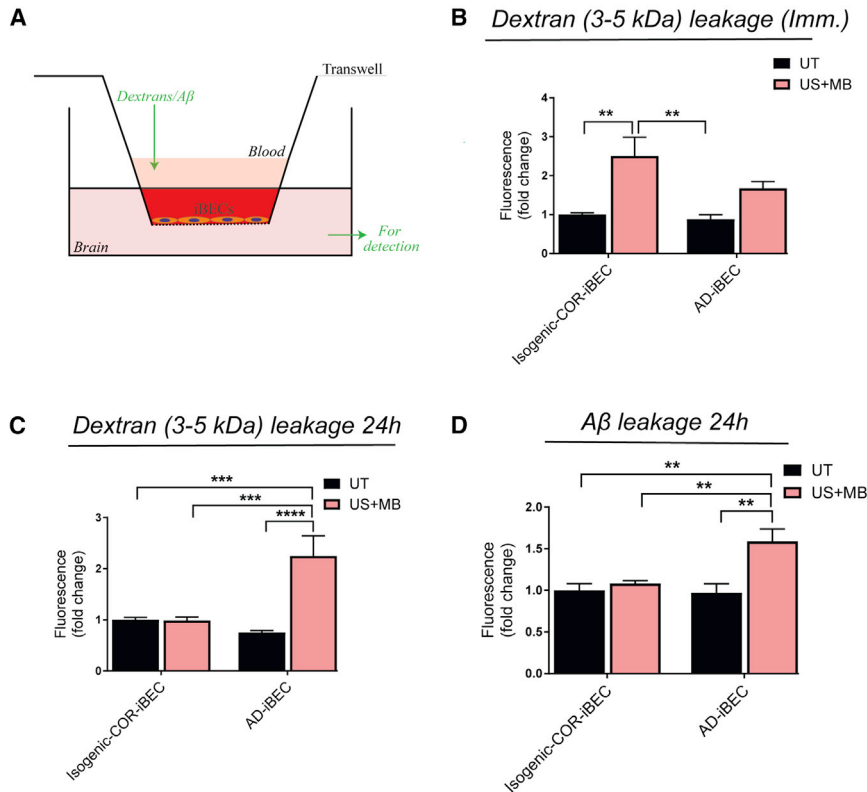 A
Transwell
Dextrans/Aβ
Blood
iBECs
For
detection
Brain
B
Dextran (3-5 kDa) leakage (Imm.)
UT
US+MB
**
**
Fluorescence
(fold change)
4
3
2
1
0
Isogenic-COR-iBEC
AD-iBEC
C
Dextran (3-5 kDa) leakage 24h
UT
US+MB
***
***
****
Fluorescence
(fold change)
3
2
1
0
Isogenic-COR-iBEC
AD-iBEC
D
Aβ leakage 24h
UT
US+MB
**
**
**
Fluorescence
(fold change)
2.0
1.5
1.0
0.5
0.0
Isogenic-COR-iBEC
AD-iBEC